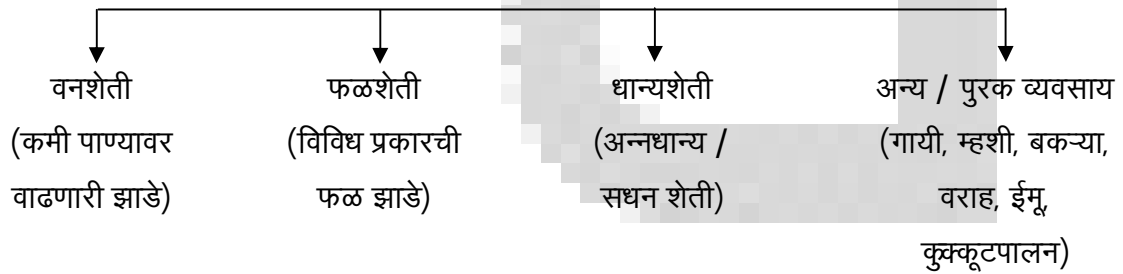 वनशेती
(कमी पाण्यावर
वाढणारी झाडे)
फळशेती
(विविध प्रकारची
फळ झाडे)
धान्यशेती
(अन्नधान्य /
सधन शेती)
अन्य / पुरक व्यवसाय
(गायी, म्हशी, बकऱ्या,
वराह, ईमू,
कुक्कूटपालन)